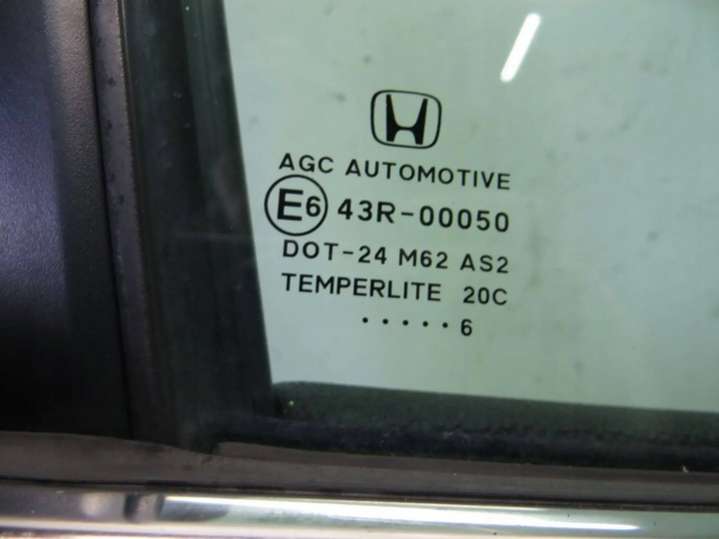 AGC AUTOMOTIVE
E6 43R-00050
DOT-24 M62 AS2
TEMPERLITE 20C
·····6